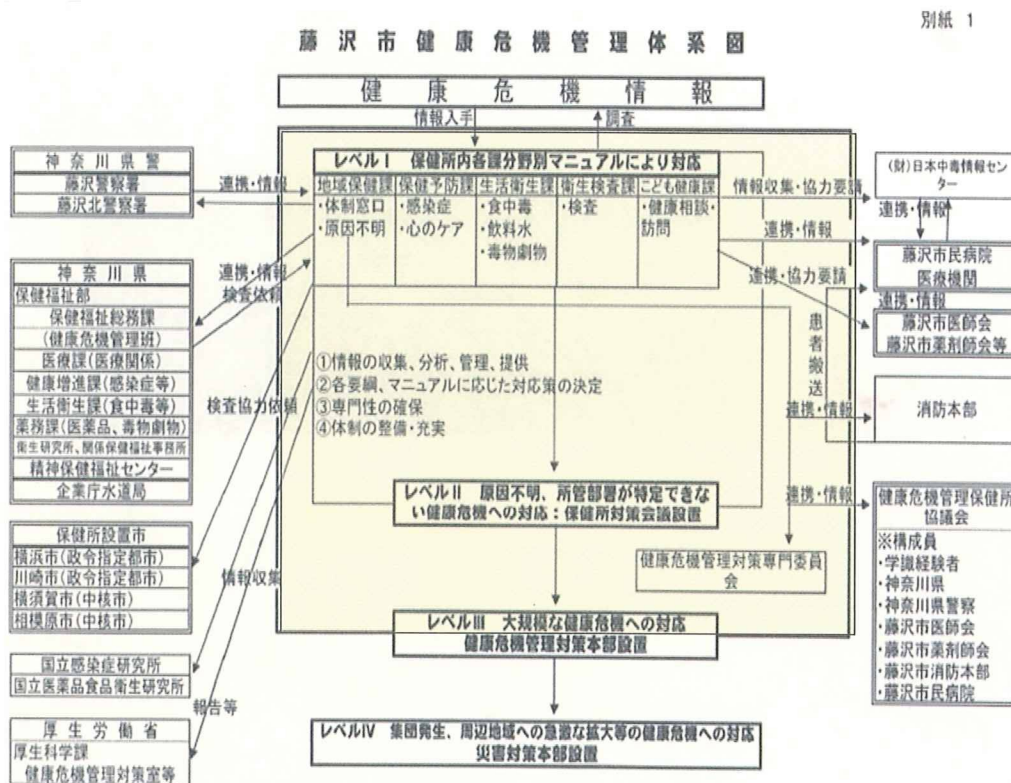 別紙 1
藤沢市健康危機管理体系図
健康危機情報
情報入手
調査
神奈川県警
藤沢警察署
藤沢北警察署
連携・情報
レベルⅠ 保健所内各課分野別マニュアルにより対応
地域保健課
・体制窓口
・原因不明
保健予防課
・感染症
・心のケア
生活衛生課
・食中毒
・飲料水
・毒物劇物
衛生検査課
・検査
こども健康課
・健康相談・
訪問
情報収集・協力要請
(財)日本中毒情報セン
ター
連携・情報
連携・情報
藤沢市民病院
医療機関
連携・協力要請
連携・情報
藤沢市医師会
藤沢市薬剤師会等
患者搬送
連携・情報
消防本部
神奈川県
保健福祉部
保健福祉総務課
(健康危機管理班)
医療課(医療関係)
健康増進課(感染症等)
生活衛生課(食中毒等)
薬務課(医薬品、毒物劇物)
衛生研究所、関係保健福祉事務所
精神保健福祉センター
企業庁水道局
連携・情報
検査依頼
検査協力依頼
①情報の収集、分析、管理、提供
②各要綱、マニュアルに応じた対応策の決定
③専門性の確保
④体制の整備・充実
レベルⅡ 原因不明、所管部署が特定できな
い健康危機への対応：保健所対策会議設置
連携・情報
健康危機管理保健所
協議会
※構成員
・学識経験者
・神奈川県
・神奈川県警察
・藤沢市医師会
・藤沢市薬剤師会
・藤沢市消防本部
・藤沢市民病院
保健所設置市
横浜市(政令指定都市)
川崎市(政令指定都市)
横須賀市(中核市)
相模原市(中核市)
情報収集
健康危機管理対策専門委員
会
レベルⅢ 大規模な健康危機への対応
健康危機管理対策本部設置
国立感染症研究所
国立医薬品食品衛生研究所
報告等
厚生労働省
厚生科学課
健康危機管理対策室等
レベルⅣ 集団発生、周辺地域への急激な拡大等の健康危機への対応
災害対策本部設置